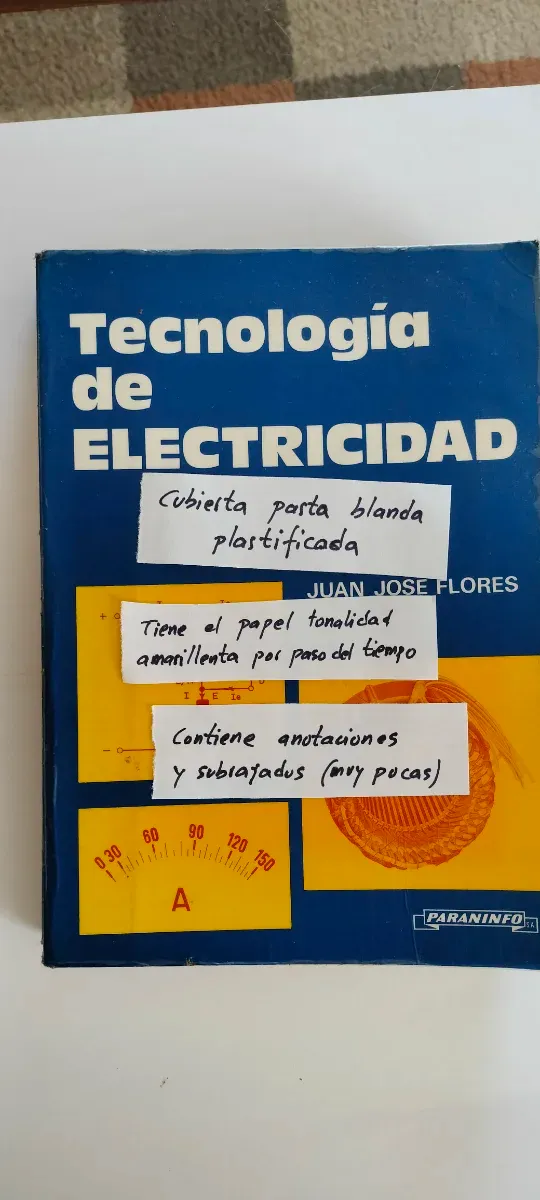 Tecnología
de
ELECTRICIDAD
Cubierta pasta blanda
plastificada
JUAN JOSE FLORES
Tiene el papel tonalidad
amarillenta por paso del tiempo
+
I E Ie
Contiene anotaciones
y subrayados (muy pocas)
-
0 30 60 90 120 150
A
PARANINFO S.A.